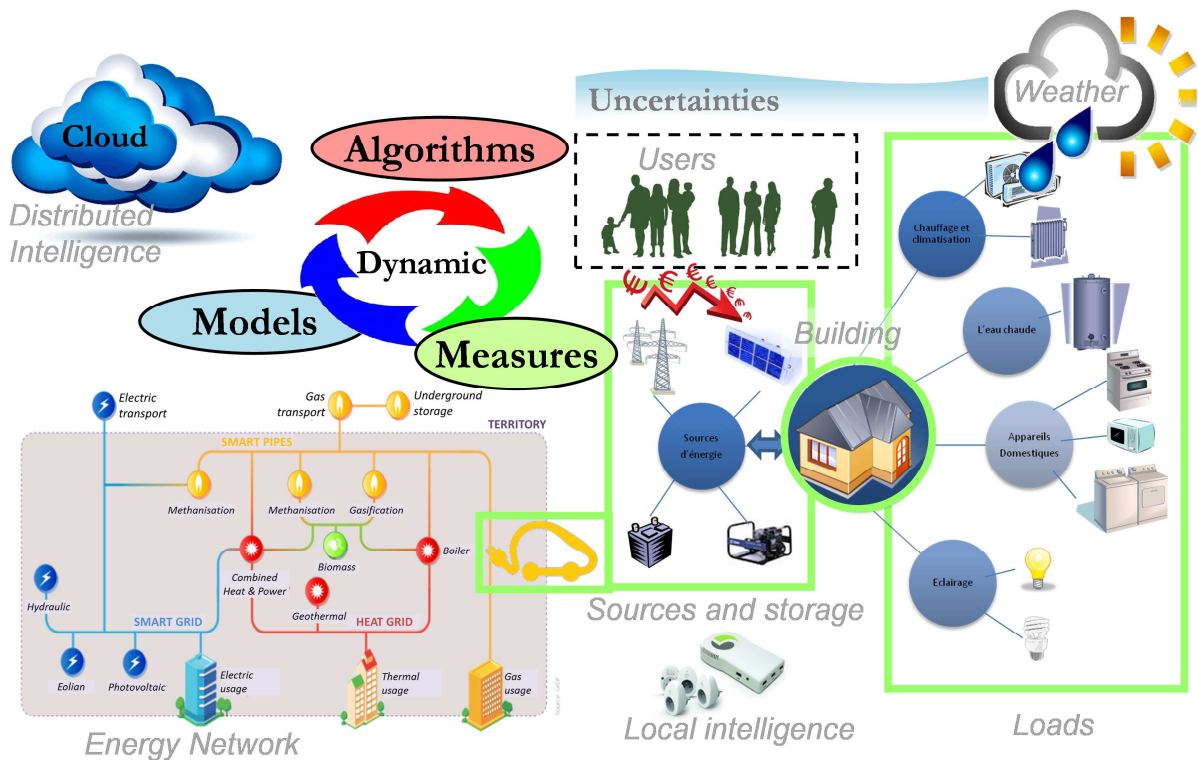 Cloud
Distributed
Intelligence
Algorithms
Dynamic
Models
Measures
Uncertainties
Users
Weather
Building
Chauffage et
climatisation
L'eau chaude
Appareils
Domestiques
Eclairage
Loads
Sources
d'énergie
Sources and storage
Local intelligence
Electric
transport
Gas
transport
Underground
storage
TERRITORY
SMART PIPES
Methanisation
Methanisation
Gasification
Biomass
Boiler
Combined
Heat & Power
Hydraulic
Geothermal
SMART GRID
HEAT GRID
Eolian
Photovoltaic
Electric
usage
Thermal
usage
Gas
usage
Energy Network